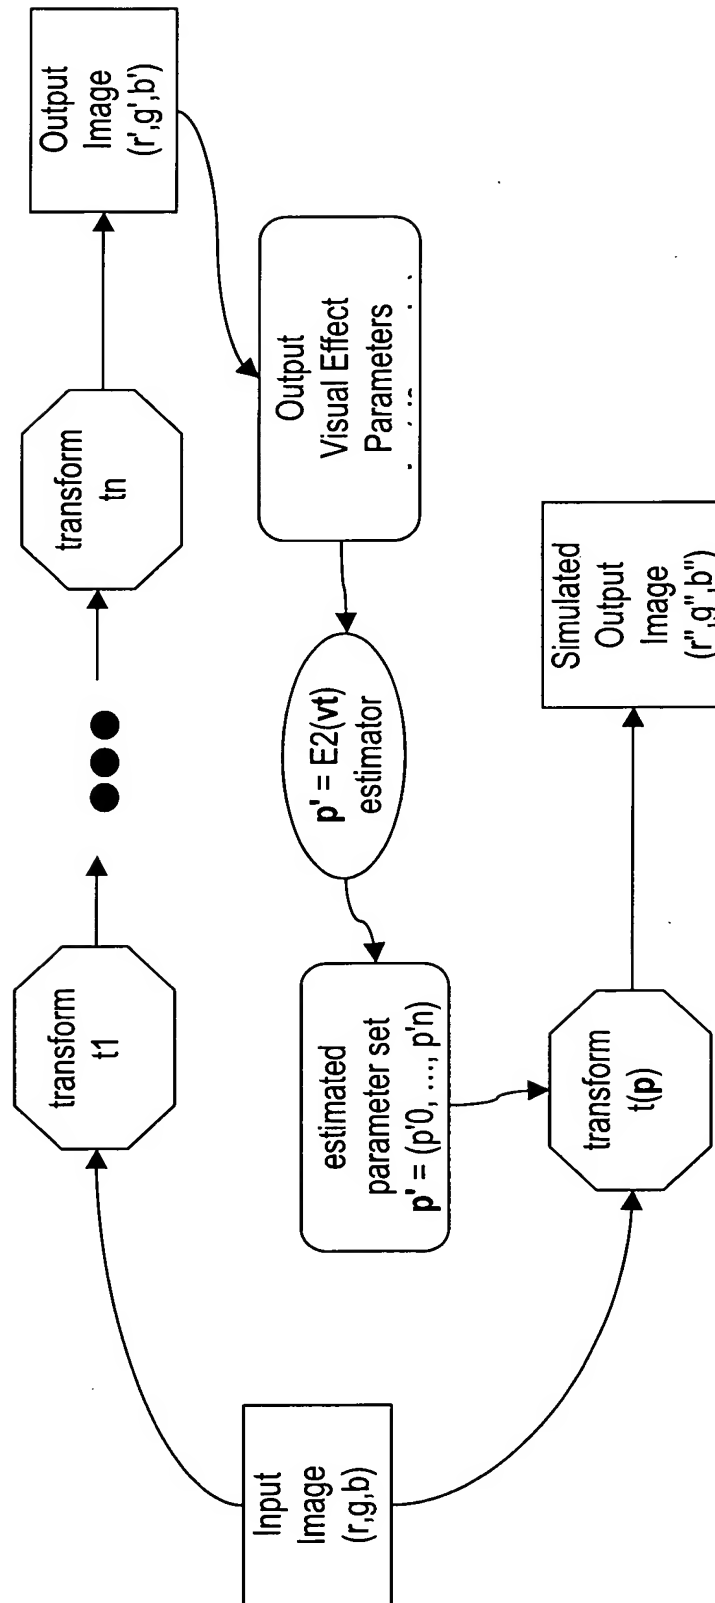 Input
Image
(r,g,b)
transform
t1
transform
tn
Output
Image
(r',g',b')
Output
Visual Effect
Parameters
p' = E2(vt)
estimator
estimated
parameter set
p' = (p'0, ..., p'n)
transform
t(p)
Simulated
Output
Image
(r",g",b")